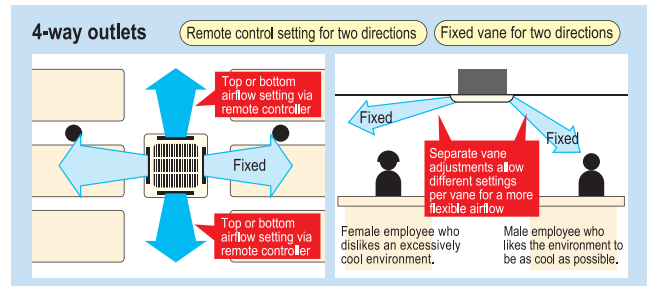 4-way outlets
Remote control setting for two directions
Fixed vane for two directions
Top or bottom
airflow setting via
remote controller
Fixed
Top or bottom
airflow setting via
remote controller
Fixed
Fixed
Separate vane
adjustments allow
different settings
per vane for a more
flexible airflow
Female employee who
dislikes an excessively
cool environment.
Male employee who
likes the environment to
be as cool as possible.